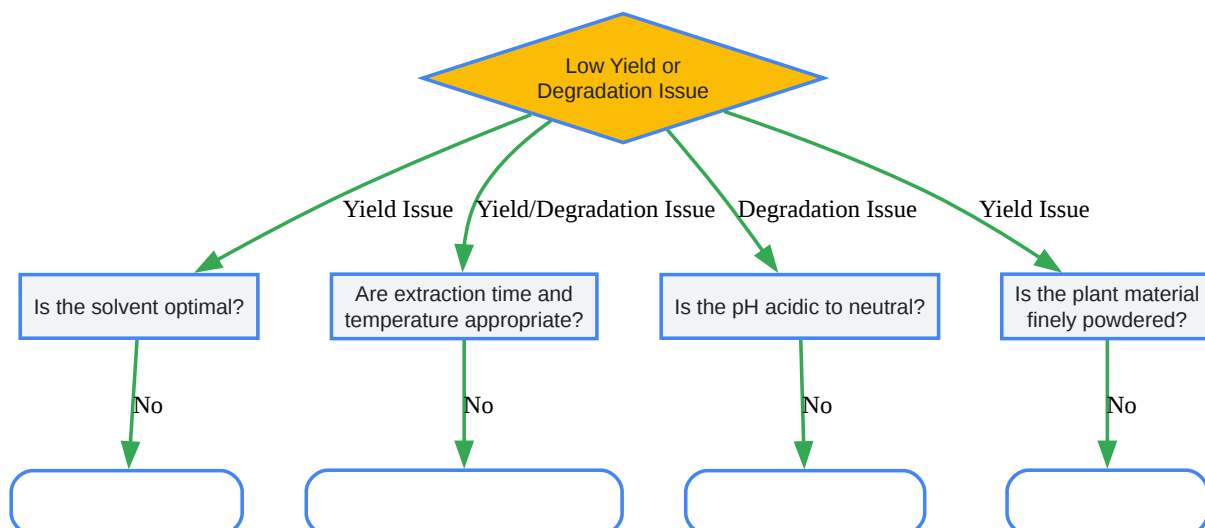 Low Yield or
Degradation Issue
Yield Issue
Yield/Degradation Issue
Degradation Issue
Yield Issue
Is the solvent optimal?
Are extraction time and
temperature appropriate?
Is the pH acidic to neutral?
Is the plant material
finely powdered?
No
No
No
No